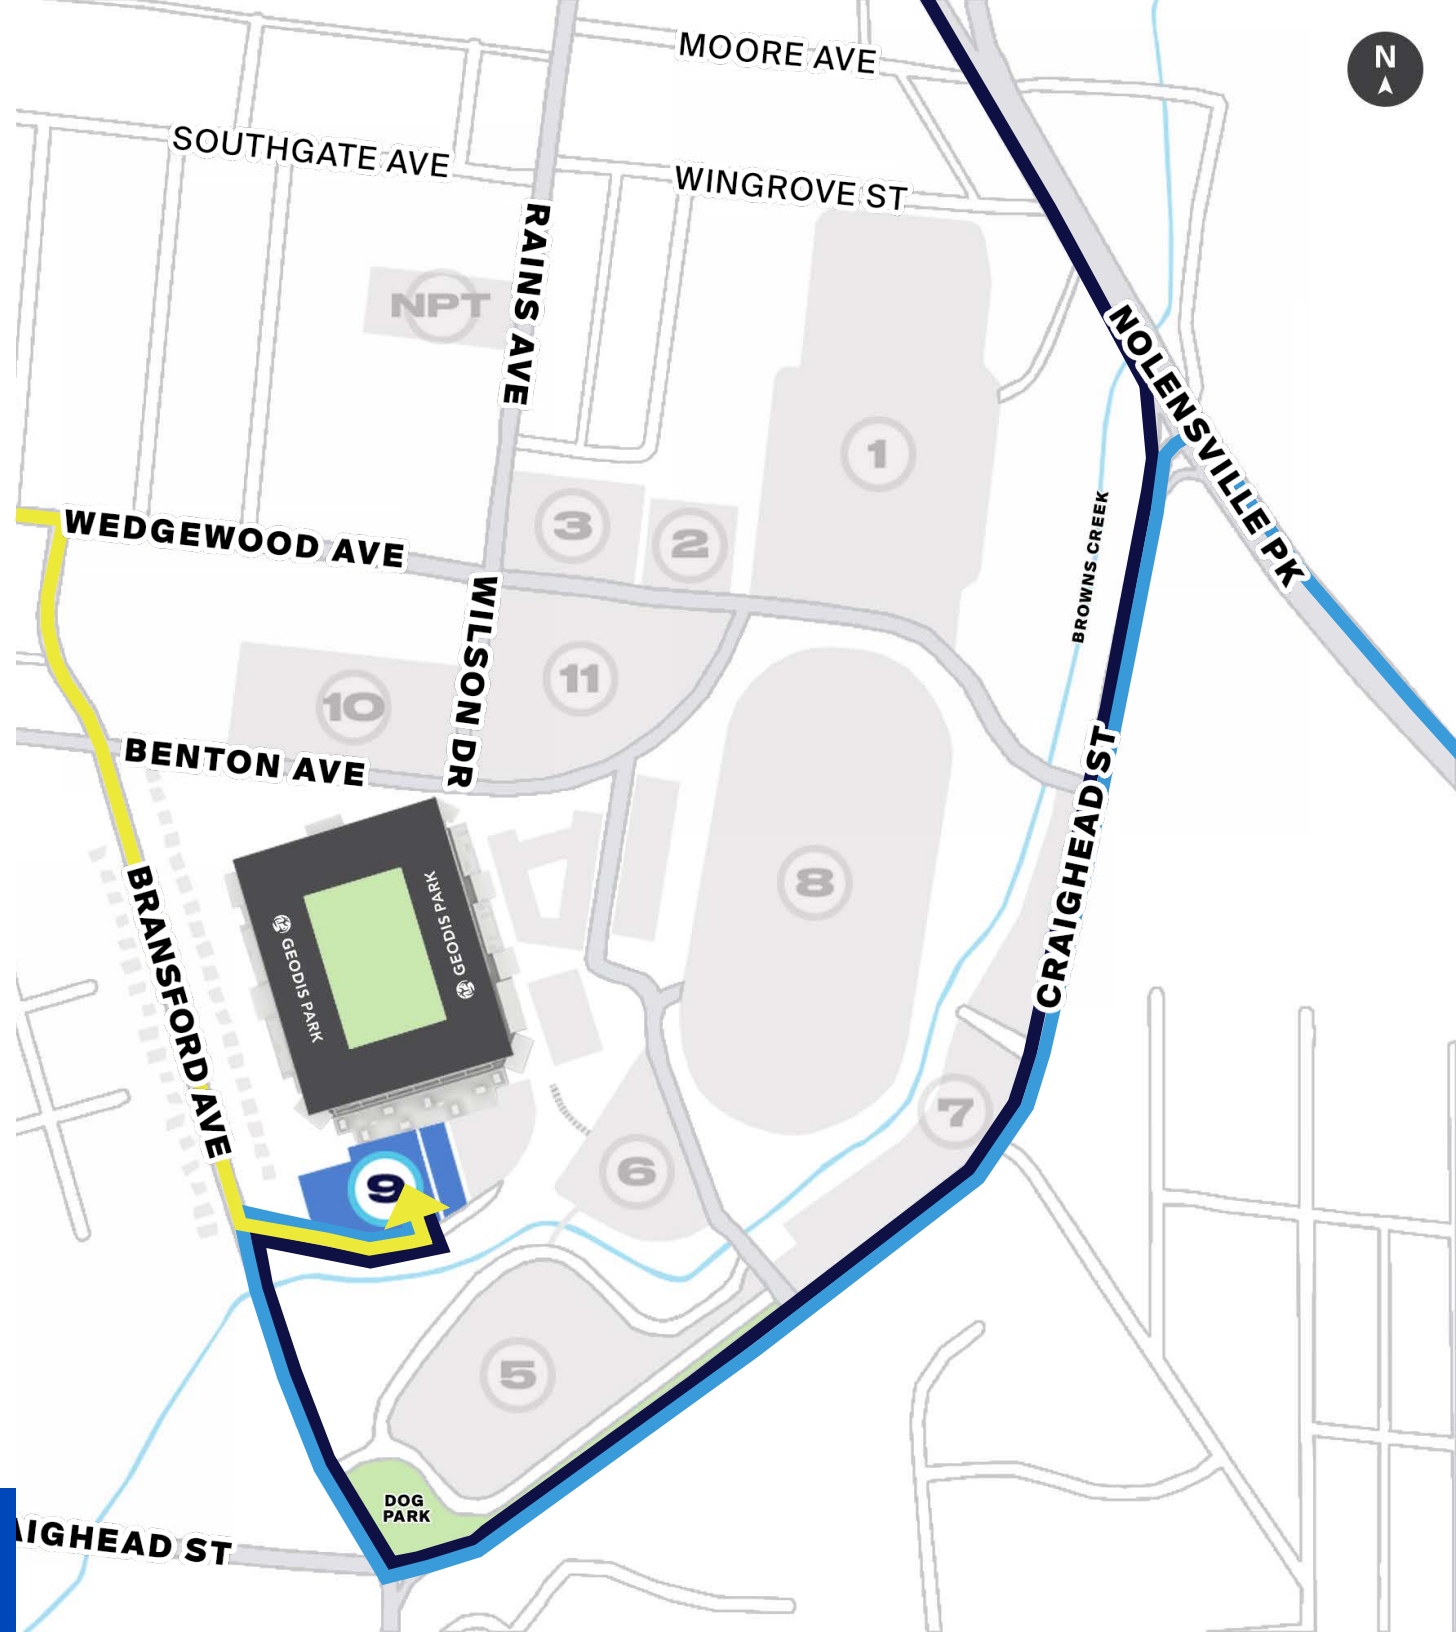 MOORE AVE
N
SOUTHGATE AVE
WINGROVE ST
RAINS AVE
NPT
NOLENSVILLE PK
1
3
2
WEDGEWOOD AVE
BROWNS CREEK
WILSON DR
11
10
BENTON AVE
CRAIGHEAD ST
8
BRANSFORD AVE
GEODIS PARK
GEODIS PARK
7
6
9
5
DOG
PARK
AIGHEAD ST